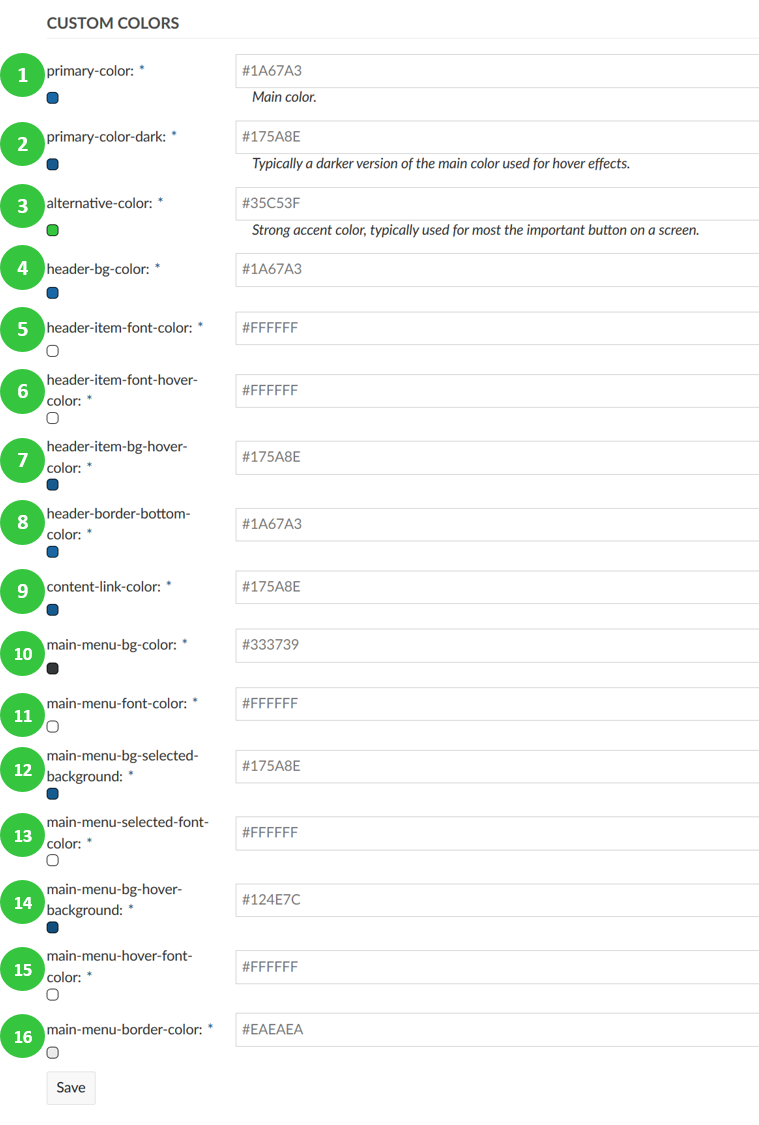 CUSTOM COLORS
1 primary-color: * #1A67A3
Main color.
2 primary-color-dark: * #175A8E
Typically a darker version of the main color used for hover effects.
3 alternative-color: * #35C53F
Strong accent color, typically used for most the important button on a screen.
4 header-bg-color: * #1A67A3
5 header-item-font-color: * #FFFFFF
6 header-item-font-hover-
color: * #FFFFFF
7 header-item-bg-hover-
color: * #175A8E
8 header-border-bottom-
color: * #1A67A3
9 content-link-color: * #175A8E
10 main-menu-bg-color: * #333739
11 main-menu-font-color: * #FFFFFF
12 main-menu-bg-selected-
background: * #175A8E
13 main-menu-selected-font-
color: * #FFFFFF
14 main-menu-bg-hover-
background: * #124E7C
15 main-menu-hover-font-
color: * #FFFFFF
16 main-menu-border-color: * #EAEAEA
Save